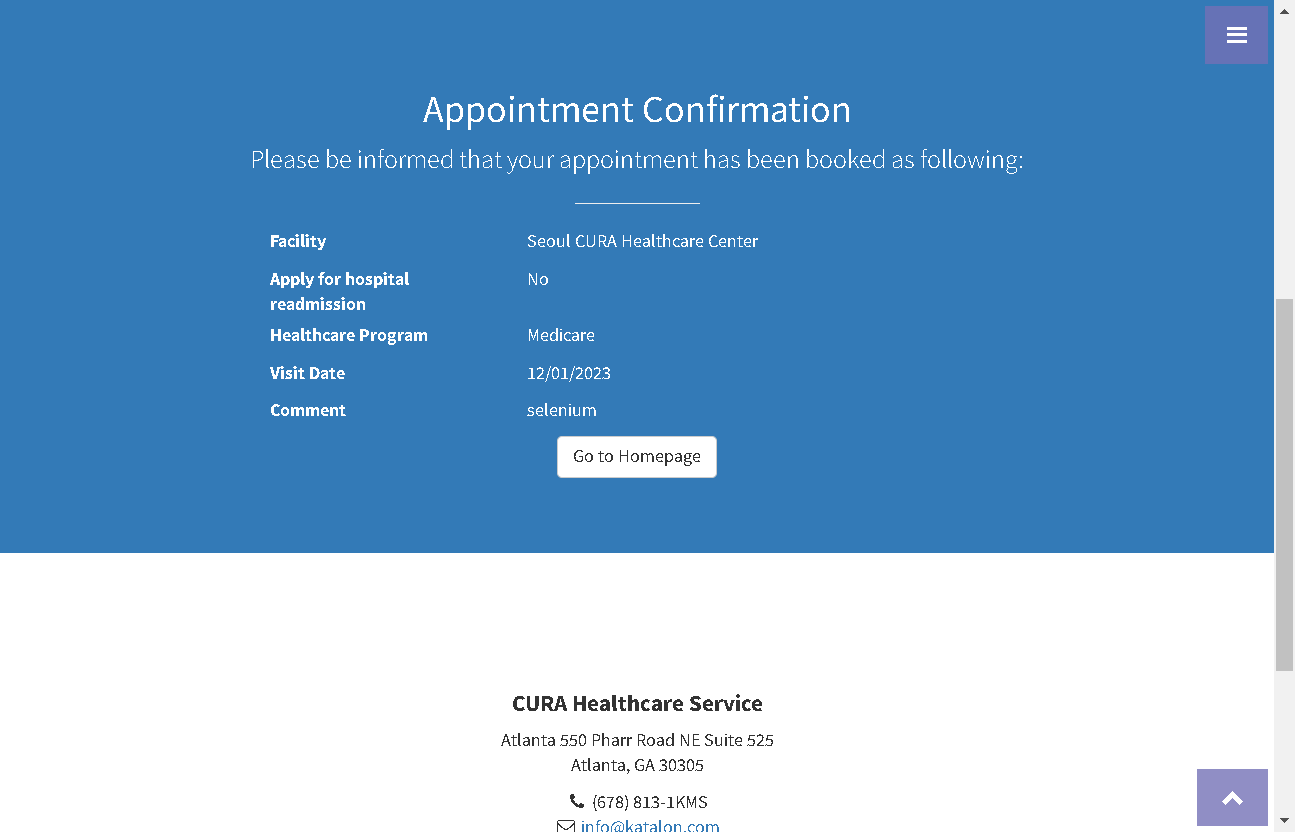 Appointment Confirmation
Please be informed that your appointment has been booked as following:
Facility Seoul CURA Healthcare Center
Apply for hospital No
readmission
Healthcare Program Medicare
Visit Date 12/01/2023
Comment selenium
Go to Homepage
CURA Healthcare Service
Atlanta 550 Pharr Road NE Suite 525
Atlanta, GA 30305
(678) 813-1KMS
info@katalon.com